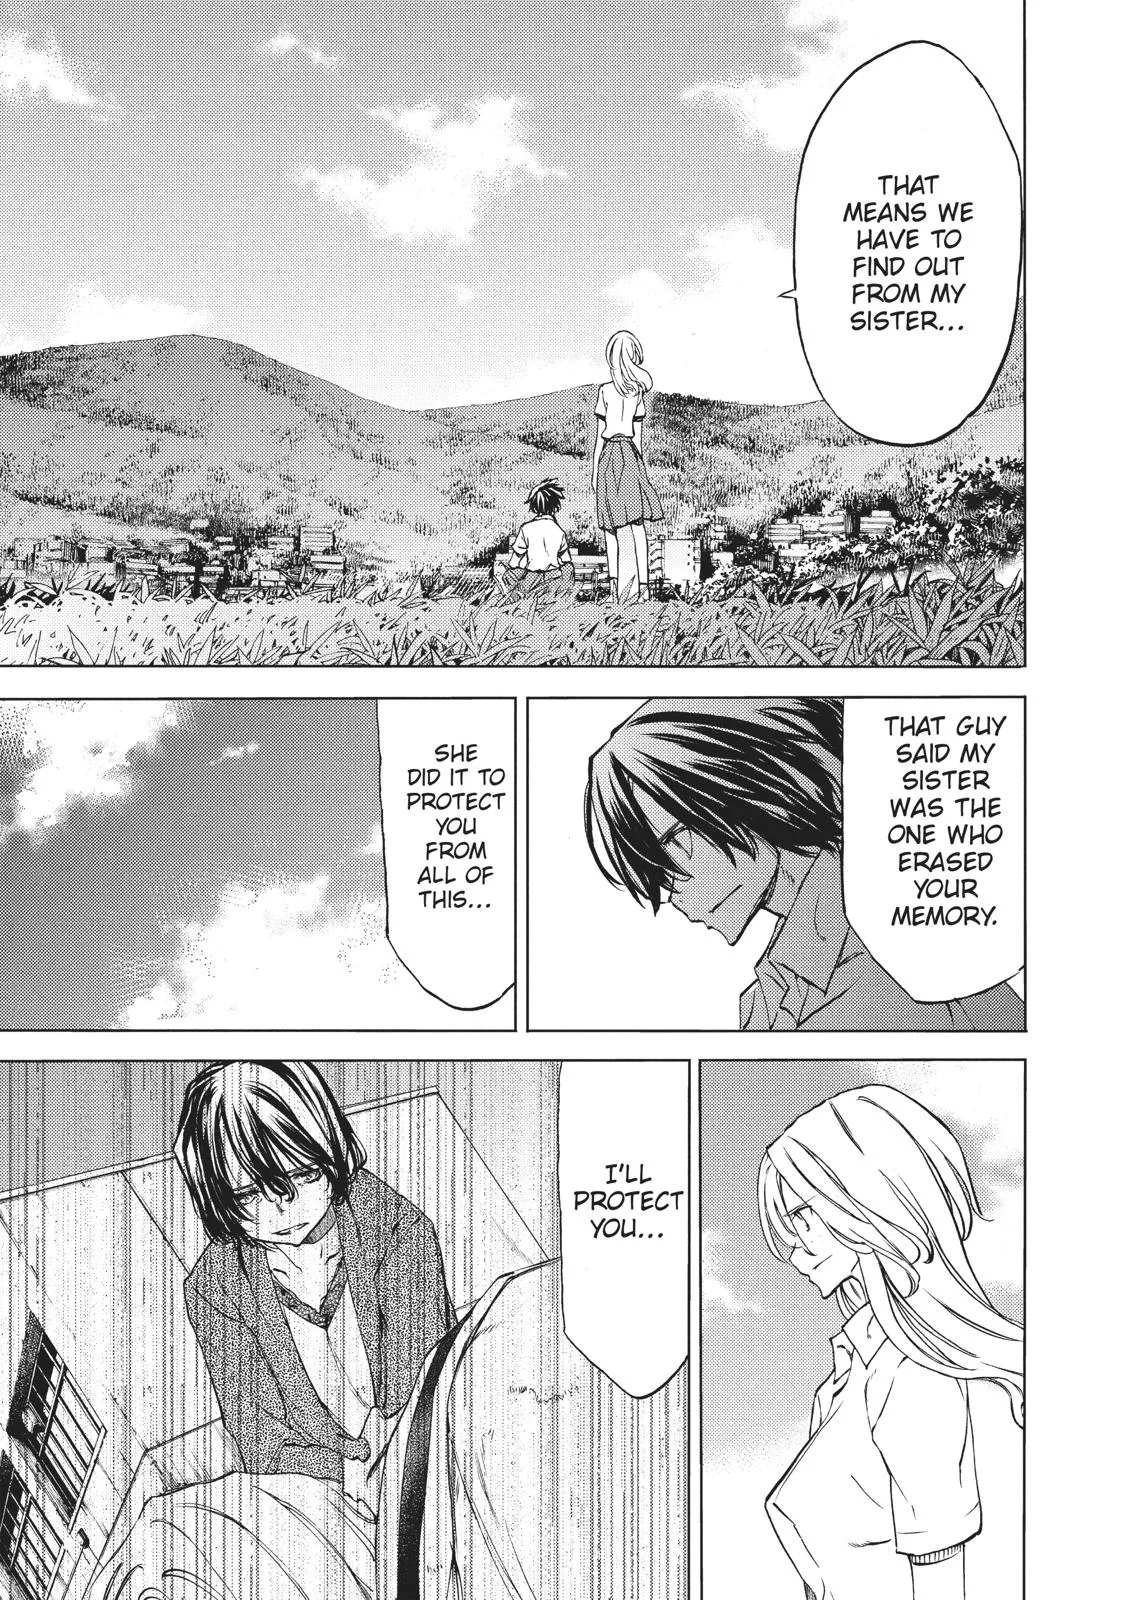 THAT
MEANS WE
HAVE TO
FIND OUT
FROM MY
SISTER...
THAT GUY
SAID MY
SISTER
WAS THE
ONE WHO
ERASED
YOUR
MEMORY.
SHE
DID IT TO
PROTECT
YOU
FROM
ALL OF
THIS...
I'LL
PROTECT
YOU...